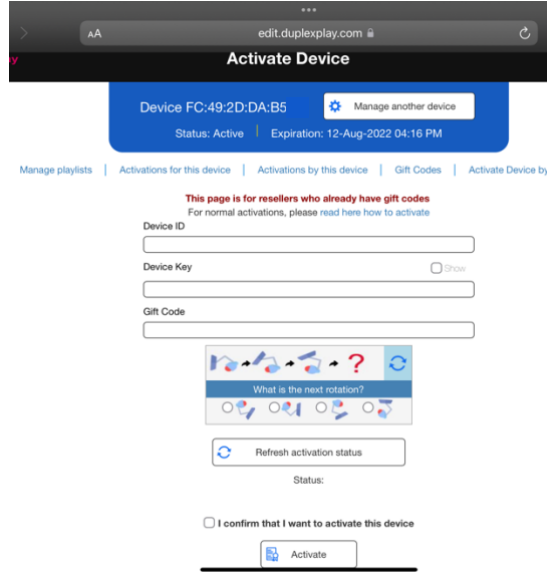 AA
edit.duplexplay.com
Activate Device
Device FC:49:2D:DA:B5
Manage another device
Status: Active | Expiration: 12-Aug-2022 04:16 PM
Manage playlists | Activations for this device | Activations by this device | Gift Codes | Activate Device by
This page is for resellers who already have gift codes
For normal activations, please read here how to activate
Device ID
Device Key
Show
Gift Code
?
What is the next rotation?
Refresh activation status
Status:
I confirm that I want to activate this device
Activate